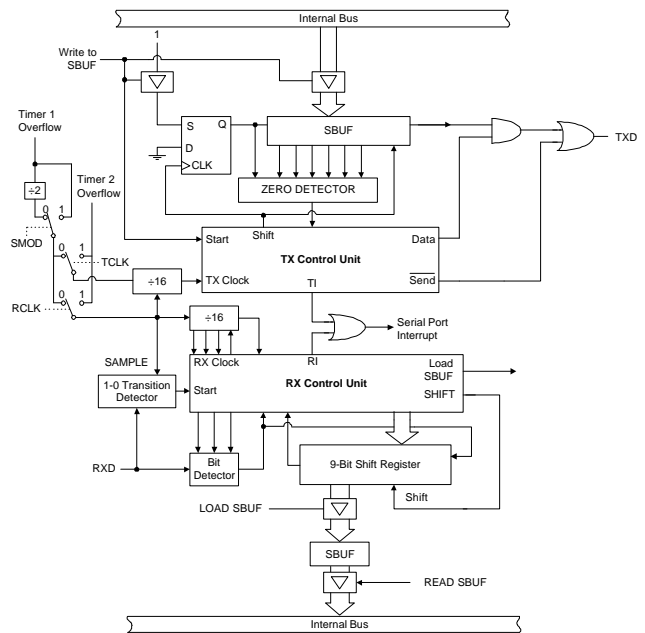 Internal Bus
1
Write to
SBUF
S
Q
D
CLK
SBUF
TXD
Timer 1
Overflow
÷2
Timer 2
Overflow
ZERO DETECTOR
0
1
SMOD
Start
Shift
Data
TX Control Unit
0
1
TCLK
÷16
TX Clock
TI
Send
RCLK
0
1
÷16
Serial Port
Interrupt
SAMPLE
RX Clock
RI
Load
SBUF
1-0 Transition
Detector
Start
RX Control Unit
SHIFT
RXD
Bit
Detector
9-Bit Shift Register
Shift
LOAD SBUF
SBUF
READ SBUF
Internal Bus